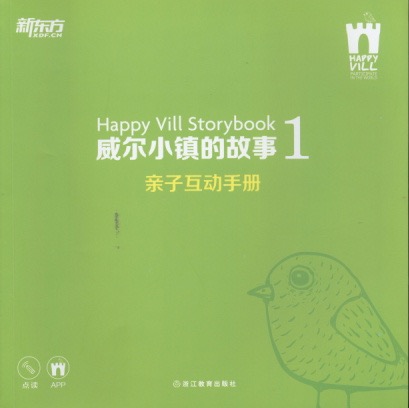 新东方
XDF.CN
HAPPY
VILL
Happy Vill Storybook
威尔小镇的故事1
亲子互动手册
点读
APP
浙江教育出版社